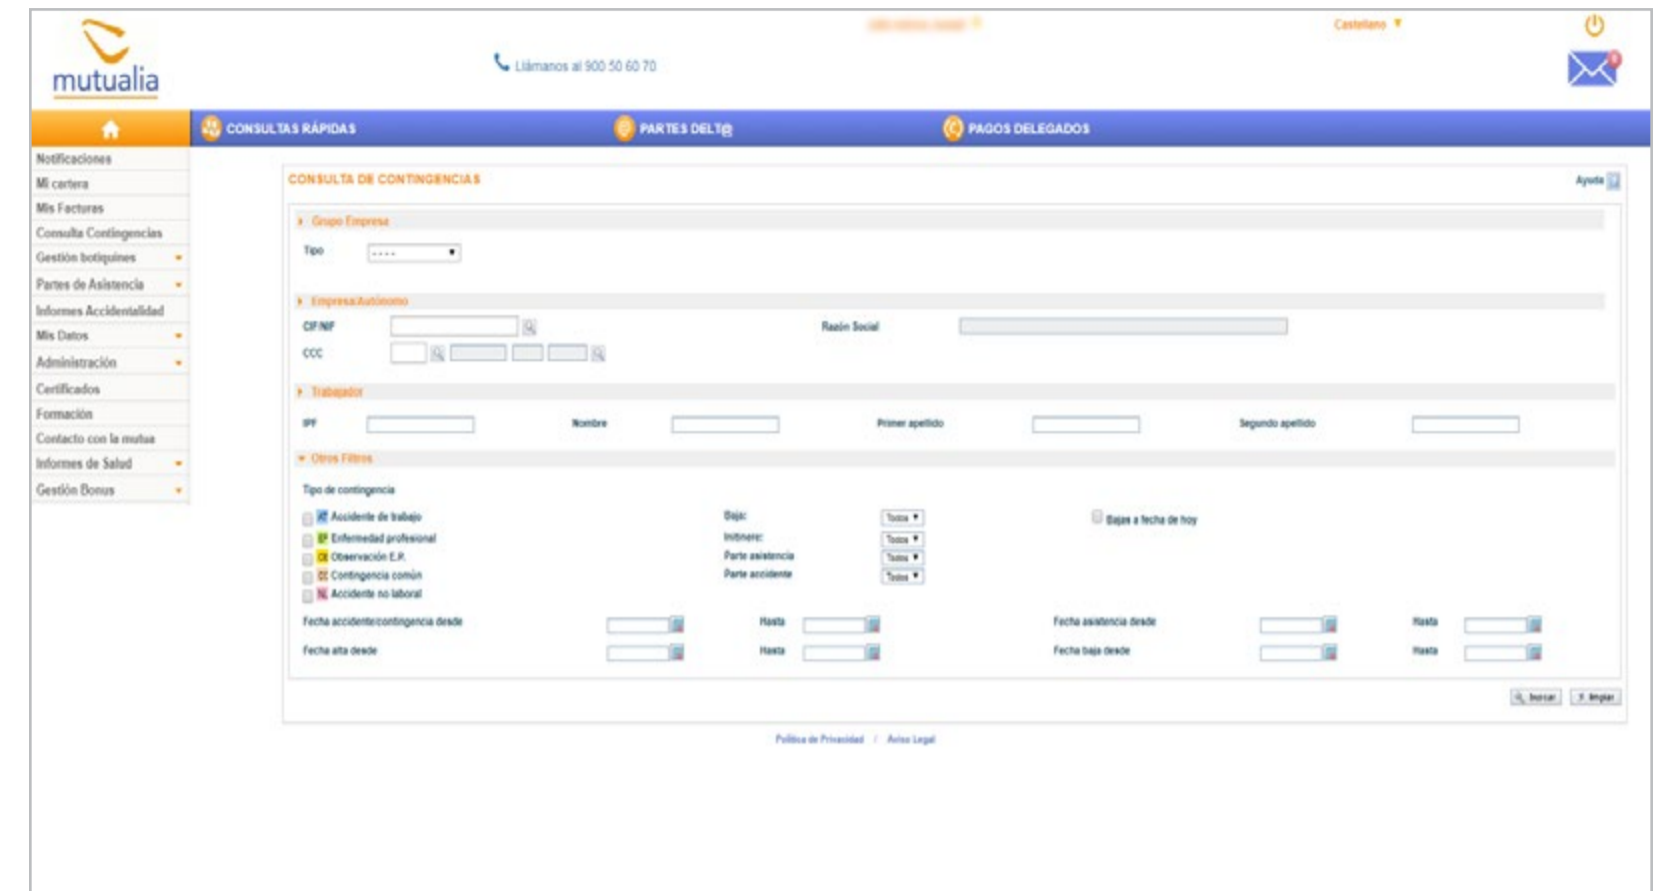 Castellano
mutualia
Llámanos al 900 50 60 70
CONSULTAS RÁPIDAS PARTES DELT@ PAGOS DELEGADOS
Notificaciones
Mi cartera
Mis Facturas
Consulta Contingencias
Gestión botiquines
Partes de Asistencia
Informes Accidentalidad
Mis Datos
Administración
Certificados
Formación
Contacto con la mutua
Informes de Salud
Gestión Bonus
CONSULTA DE CONTINGENCIAS Ayuda
Grupo Empresa
Tipo ----
Empresa/Autónomo
CIF/NIF Razón Social
CCC
Trabajador
IPF Nombre Primer apellido Segundo apellido
Otros Filtros
Tipo de contingencia
AT Accidente de trabajo Baja: Todos Bajas a fecha de hoy
EP Enfermedad profesional Initinere: Todos
Observación E.P. Parte asistencia Todos
CC Contingencia común Parte accidente Todos
NL Accidente no laboral
Fecha accidente/contingencia desde Hasta Fecha asistencia desde Hasta
Fecha alta desde Hasta Fecha baja desde Hasta
buscar limpiar
Política de Privacidad / Aviso Legal